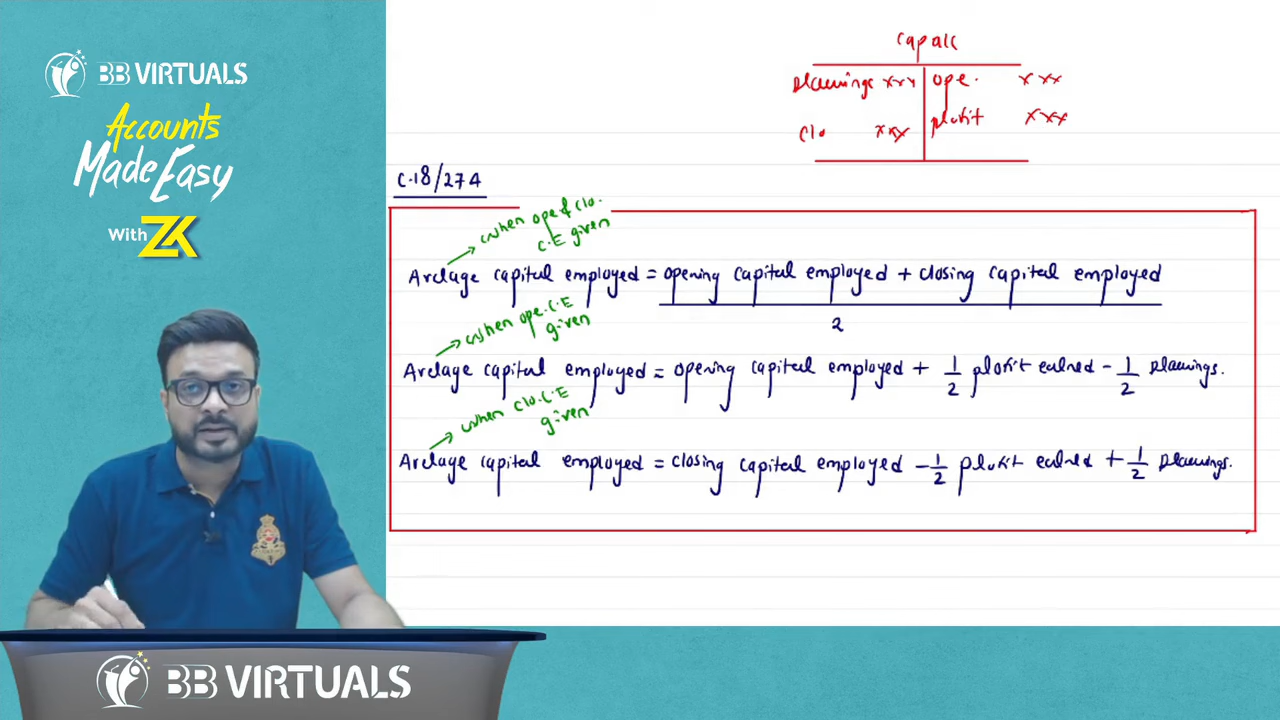 BB VIRTUALS
Accounts
Made Easy
With ZK
Cap a/c
Drawings xxx ope. xxx
Clo xxx profit xxx
C.18/274
when ope & clo.
C.E given
Average capital employed = opening capital employed + closing capital employed
2
when ope. C.E
given
Average capital employed = opening capital employed + 1/2 profit earned - 1/2 Drawings.
when clo. C.E
given
Average capital employed = closing capital employed - 1/2 profit earned + 1/2 Drawings.
BB VIRTUALS